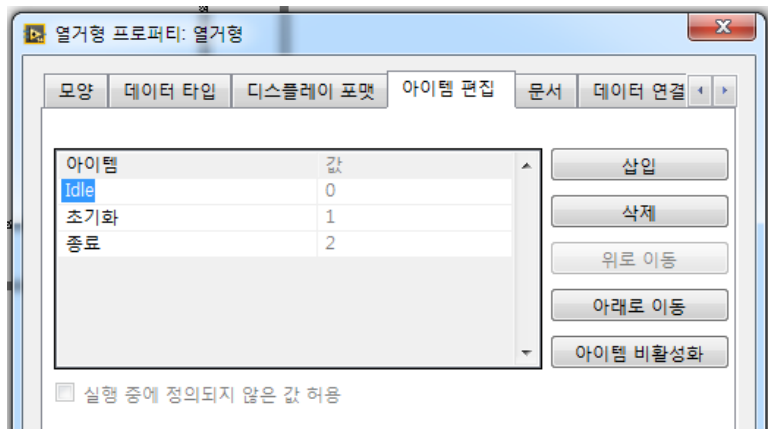 열거형 프로퍼티: 열거형
모양 데이터 타입 디스플레이 포맷 아이템 편집 문서 데이터 연결
아이템 값
Idle 0
초기화 1
종료 2
삽입
삭제
위로 이동
아래로 이동
아이템 비활성화
실행 중에 정의되지 않은 값 허용